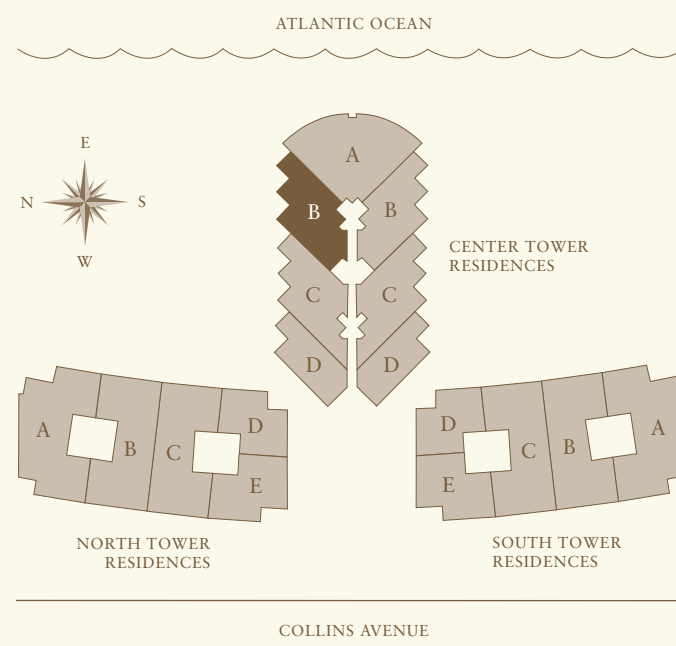 ATLANTIC OCEAN
E
N
S
W
A
B
B
CENTER TOWER
RESIDENCES
C
C
D
D
A
B
C
D
E
D
E
C
B
A
NORTH TOWER
RESIDENCES
SOUTH TOWER
RESIDENCES
COLLINS AVENUE